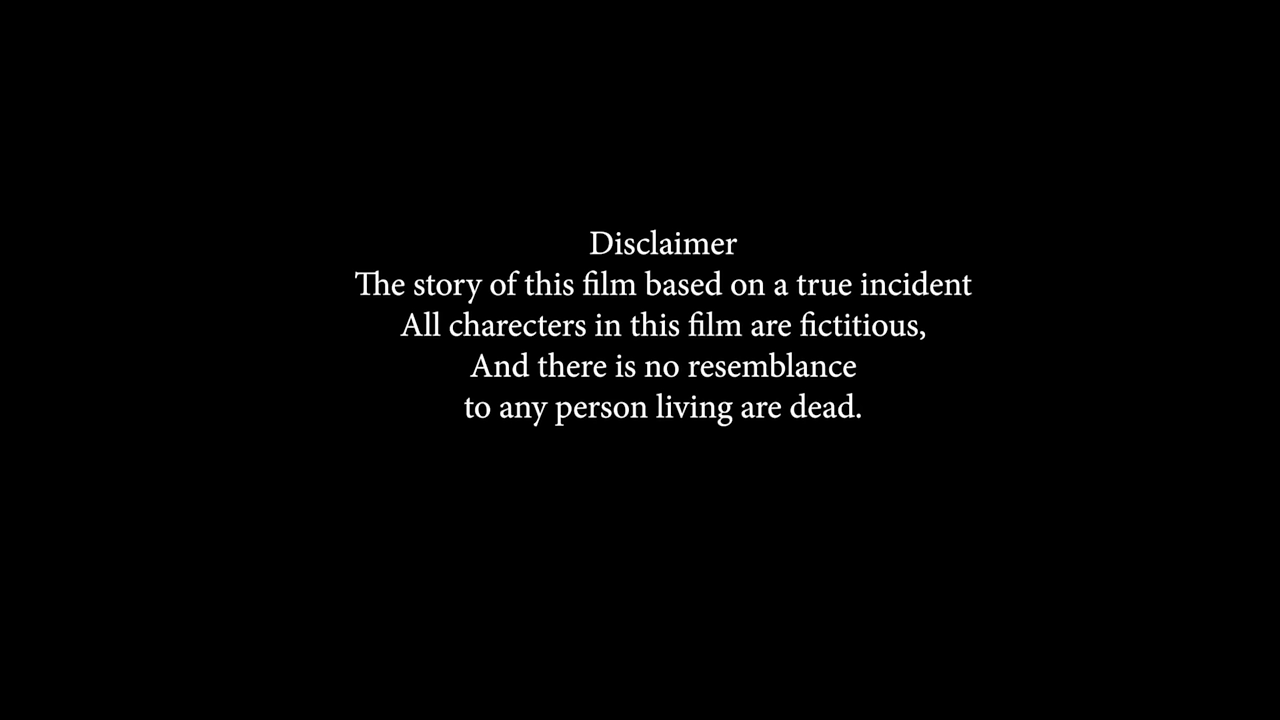 Disclaimer
The story of this film based on a true incident
All charecters in this film are fictitious,
And there is no resemblance
to any person living are dead.